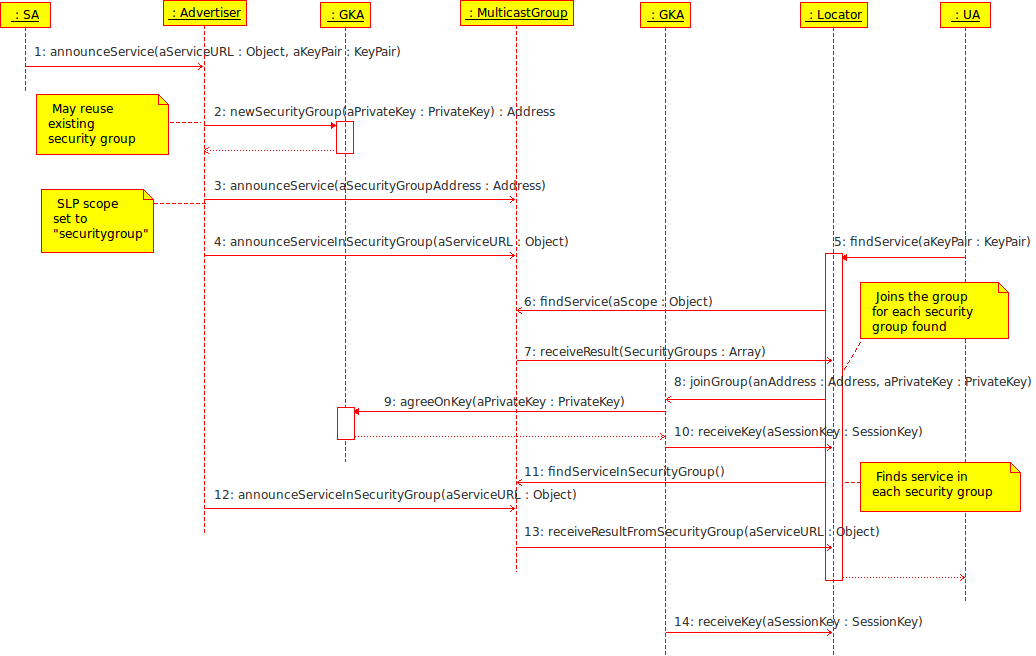 : SA
: Advertiser
: GKA
: MulticastGroup
: GKA
: Locator
: UA
1: announceService(aServiceURL : Object, aKeyPair : KeyPair)
May reuse
existing
security group
2: newSecurityGroup(aPrivateKey : PrivateKey) : Address
3: announceService(aSecurityGroupAddress : Address)
SLP scope
set to
"securitygroup"
4: announceServiceInSecurityGroup(aServiceURL : Object)
5: findService(aKeyPair : KeyPair)
6: findService(aScope : Object)
Joins the group
for each security
group found
7: receiveResult(SecurityGroups : Array)
8: joinGroup(anAddress : Address, aPrivateKey : PrivateKey)
9: agreeOnKey(aPrivateKey : PrivateKey)
10: receiveKey(aSessionKey : SessionKey)
11: findServiceInSecurityGroup()
Finds service in
each security group
12: announceServiceInSecurityGroup(aServiceURL : Object)
13: receiveResultFromSecurityGroup(aServiceURL : Object)
14: receiveKey(aSessionKey : SessionKey)